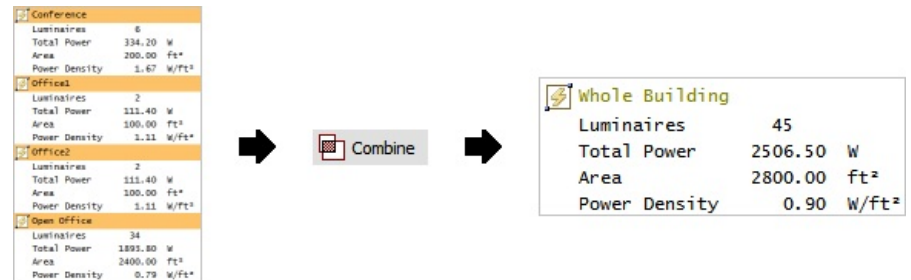 Conference
Luminaires 6
Total Power 334.20 W
Area 200.00 ft²
Power Density 1.67 W/ft²
Office1
Luminaires 2
Total Power 111.40 W
Area 100.00 ft²
Power Density 1.11 W/ft²
Office2
Luminaires 2
Total Power 111.40 W
Area 100.00 ft²
Power Density 1.11 W/ft²
Open Office
Luminaires 34
Total Power 1893.80 W
Area 2400.00 ft²
Power Density 0.79 W/ft²
Combine
Whole Building
Luminaires 45
Total Power 2506.50 W
Area 2800.00 ft²
Power Density 0.90 W/ft²